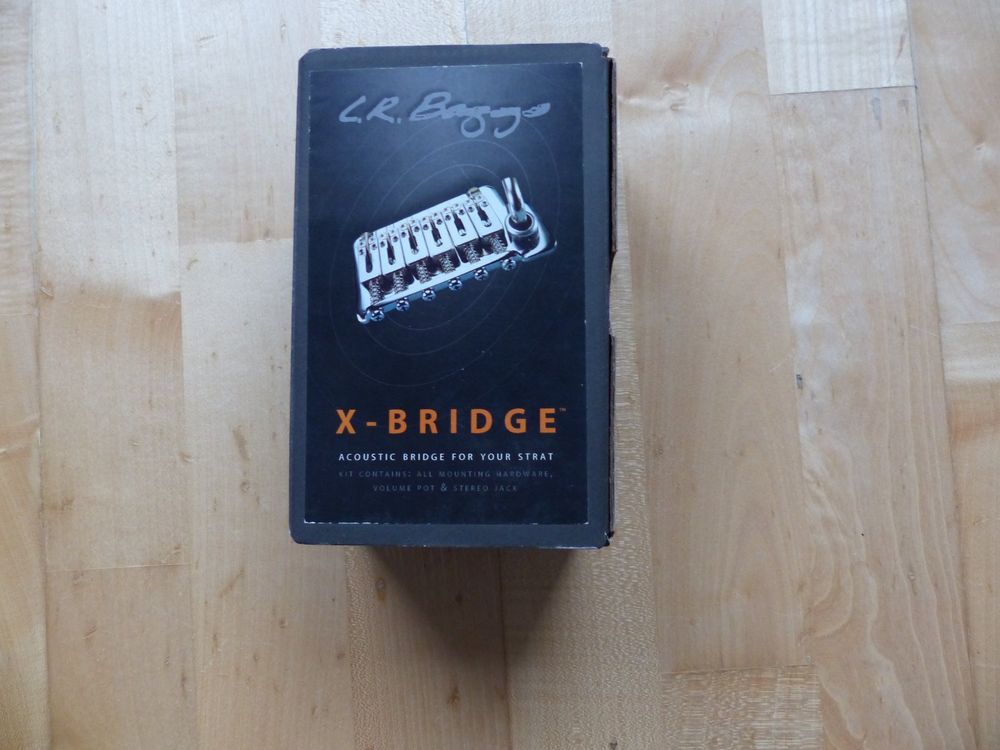 L.R. Baggs
X-BRIDGE™
ACOUSTIC BRIDGE FOR YOUR STRAT
KIT CONTAINS: ALL MOUNTING HARDWARE,
VOLUME POT & STEREO JACK